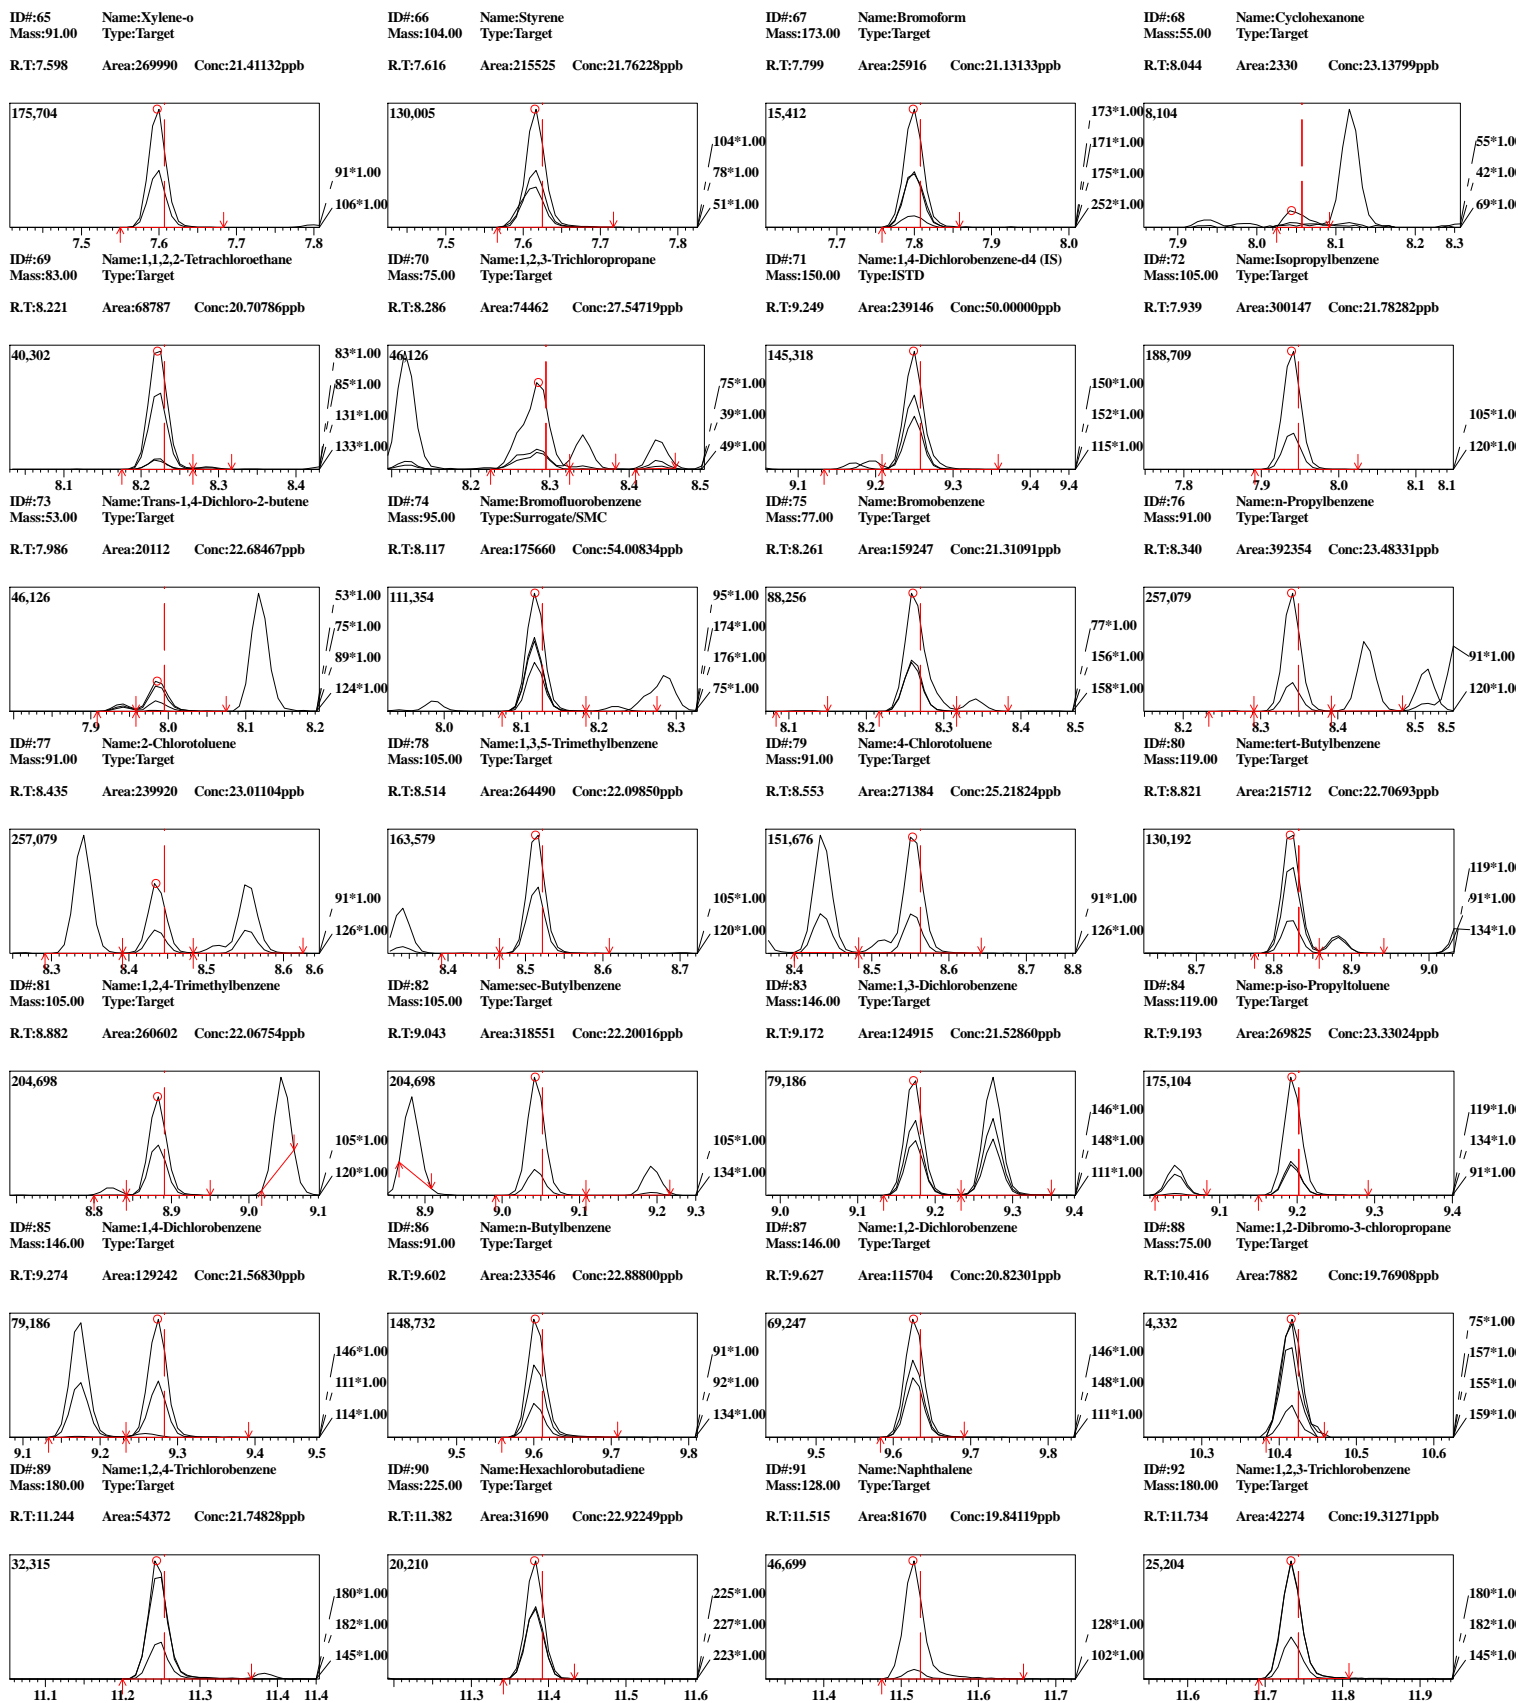 ID#:65 Name:Xylene-o
Mass:91.00 Type:Target
R.T:7.598 Area:269990 Conc:21.41132ppb
175,704
91*1.00
106*1.00
7.5 7.6 7.7 7.8
ID#:66 Name:Styrene
Mass:104.00 Type:Target
R.T:7.616 Area:215525 Conc:21.76228ppb
130,005
104*1.00
78*1.00
51*1.00
7.5 7.6 7.7 7.8
ID#:67 Name:Bromoform
Mass:173.00 Type:Target
R.T:7.799 Area:25916 Conc:21.13133ppb
15,412
173*1.00
171*1.00
175*1.00
252*1.00
7.7 7.8 7.9 8.0
ID#:68 Name:Cyclohexanone
Mass:55.00 Type:Target
R.T:8.044 Area:2330 Conc:23.13799ppb
8,104
55*1.00
42*1.00
69*1.00
7.9 8.0 8.1 8.2 8.3
ID#:69 Name:1,1,2,2-Tetrachloroethane
Mass:83.00 Type:Target
R.T:8.221 Area:68787 Conc:20.70786ppb
40,302
83*1.00
85*1.00
131*1.00
133*1.00
8.1 8.2 8.3 8.4
ID#:70 Name:1,2,3-Trichloropropane
Mass:75.00 Type:Target
R.T:8.286 Area:74462 Conc:27.54719ppb
46,126
75*1.00
39*1.00
49*1.00
8.2 8.3 8.4 8.5
ID#:71 Name:1,4-Dichlorobenzene-d4 (IS)
Mass:150.00 Type:ISTD
R.T:9.249 Area:239146 Conc:50.00000ppb
145,318
150*1.00
152*1.00
115*1.00
9.1 9.2 9.3 9.4 9.4
ID#:72 Name:Isopropylbenzene
Mass:105.00 Type:Target
R.T:7.939 Area:300147 Conc:21.78282ppb
188,709
105*1.00
120*1.00
7.8 7.9 8.0 8.1 8.1
ID#:73 Name:Trans-1,4-Dichloro-2-butene
Mass:53.00 Type:Target
R.T:7.986 Area:20112 Conc:22.68467ppb
46,126
53*1.00
75*1.00
89*1.00
124*1.00
7.9 8.0 8.1 8.2
ID#:74 Name:Bromofluorobenzene
Mass:95.00 Type:Surrogate/SMC
R.T:8.117 Area:175660 Conc:54.00834ppb
111,354
95*1.00
174*1.00
176*1.00
75*1.00
8.0 8.1 8.2 8.3
ID#:75 Name:Bromobenzene
Mass:77.00 Type:Target
R.T:8.261 Area:159247 Conc:21.31091ppb
88,256
77*1.00
156*1.00
158*1.00
8.1 8.2 8.3 8.4 8.5
ID#:76 Name:n-Propylbenzene
Mass:91.00 Type:Target
R.T:8.340 Area:392354 Conc:23.48331ppb
257,079
91*1.00
120*1.00
8.2 8.3 8.4 8.5 8.5
ID#:77 Name:2-Chlorotoluene
Mass:91.00 Type:Target
R.T:8.435 Area:239920 Conc:23.01104ppb
257,079
91*1.00
126*1.00
8.3 8.4 8.5 8.6 8.6
ID#:78 Name:1,3,5-Trimethylbenzene
Mass:105.00 Type:Target
R.T:8.514 Area:264490 Conc:22.09850ppb
163,579
105*1.00
120*1.00
8.4 8.5 8.6 8.7
ID#:79 Name:4-Chlorotoluene
Mass:91.00 Type:Target
R.T:8.553 Area:271384 Conc:25.21824ppb
151,676
91*1.00
126*1.00
8.4 8.5 8.6 8.7 8.8
ID#:80 Name:tert-Butylbenzene
Mass:119.00 Type:Target
R.T:8.821 Area:215712 Conc:22.70693ppb
130,192
119*1.00
91*1.00
134*1.00
8.7 8.8 8.9 9.0
ID#:81 Name:1,2,4-Trimethylbenzene
Mass:105.00 Type:Target
R.T:8.882 Area:260602 Conc:22.06754ppb
204,698
105*1.00
120*1.00
8.8 8.9 9.0 9.1
ID#:82 Name:sec-Butylbenzene
Mass:105.00 Type:Target
R.T:9.043 Area:318551 Conc:22.20016ppb
204,698
105*1.00
134*1.00
8.9 9.0 9.1 9.2 9.3
ID#:83 Name:1,3-Dichlorobenzene
Mass:146.00 Type:Target
R.T:9.172 Area:124915 Conc:21.52860ppb
79,186
146*1.00
148*1.00
111*1.00
9.0 9.1 9.2 9.3 9.4
ID#:84 Name:p-iso-Propyltoluene
Mass:119.00 Type:Target
R.T:9.193 Area:269825 Conc:23.33024ppb
175,104
119*1.00
134*1.00
91*1.00
9.1 9.2 9.3 9.4
ID#:85 Name:1,4-Dichlorobenzene
Mass:146.00 Type:Target
R.T:9.274 Area:129242 Conc:21.56830ppb
79,186
146*1.00
111*1.00
114*1.00
9.1 9.2 9.3 9.4 9.5
ID#:86 Name:n-Butylbenzene
Mass:91.00 Type:Target
R.T:9.602 Area:233546 Conc:22.88800ppb
148,732
91*1.00
92*1.00
134*1.00
9.5 9.6 9.7 9.8
ID#:87 Name:1,2-Dichlorobenzene
Mass:146.00 Type:Target
R.T:9.627 Area:115704 Conc:20.82301ppb
69,247
146*1.00
148*1.00
111*1.00
9.5 9.6 9.7 9.8
ID#:88 Name:1,2-Dibromo-3-chloropropane
Mass:75.00 Type:Target
R.T:10.416 Area:7882 Conc:19.76908ppb
4,332
75*1.00
157*1.00
155*1.00
159*1.00
10.3 10.4 10.5 10.6
ID#:89 Name:1,2,4-Trichlorobenzene
Mass:180.00 Type:Target
R.T:11.244 Area:54372 Conc:21.74828ppb
32,315
180*1.00
182*1.00
145*1.00
11.1 11.2 11.3 11.4 11.4
ID#:90 Name:Hexachlorobutadiene
Mass:225.00 Type:Target
R.T:11.382 Area:31690 Conc:22.92249ppb
20,210
225*1.00
227*1.00
223*1.00
11.3 11.4 11.5 11.6
ID#:91 Name:Naphthalene
Mass:128.00 Type:Target
R.T:11.515 Area:81670 Conc:19.84119ppb
46,699
128*1.00
102*1.00
11.4 11.5 11.6 11.7
ID#:92 Name:1,2,3-Trichlorobenzene
Mass:180.00 Type:Target
R.T:11.734 Area:42274 Conc:19.31271ppb
25,204
180*1.00
182*1.00
145*1.00
11.6 11.7 11.8 11.9